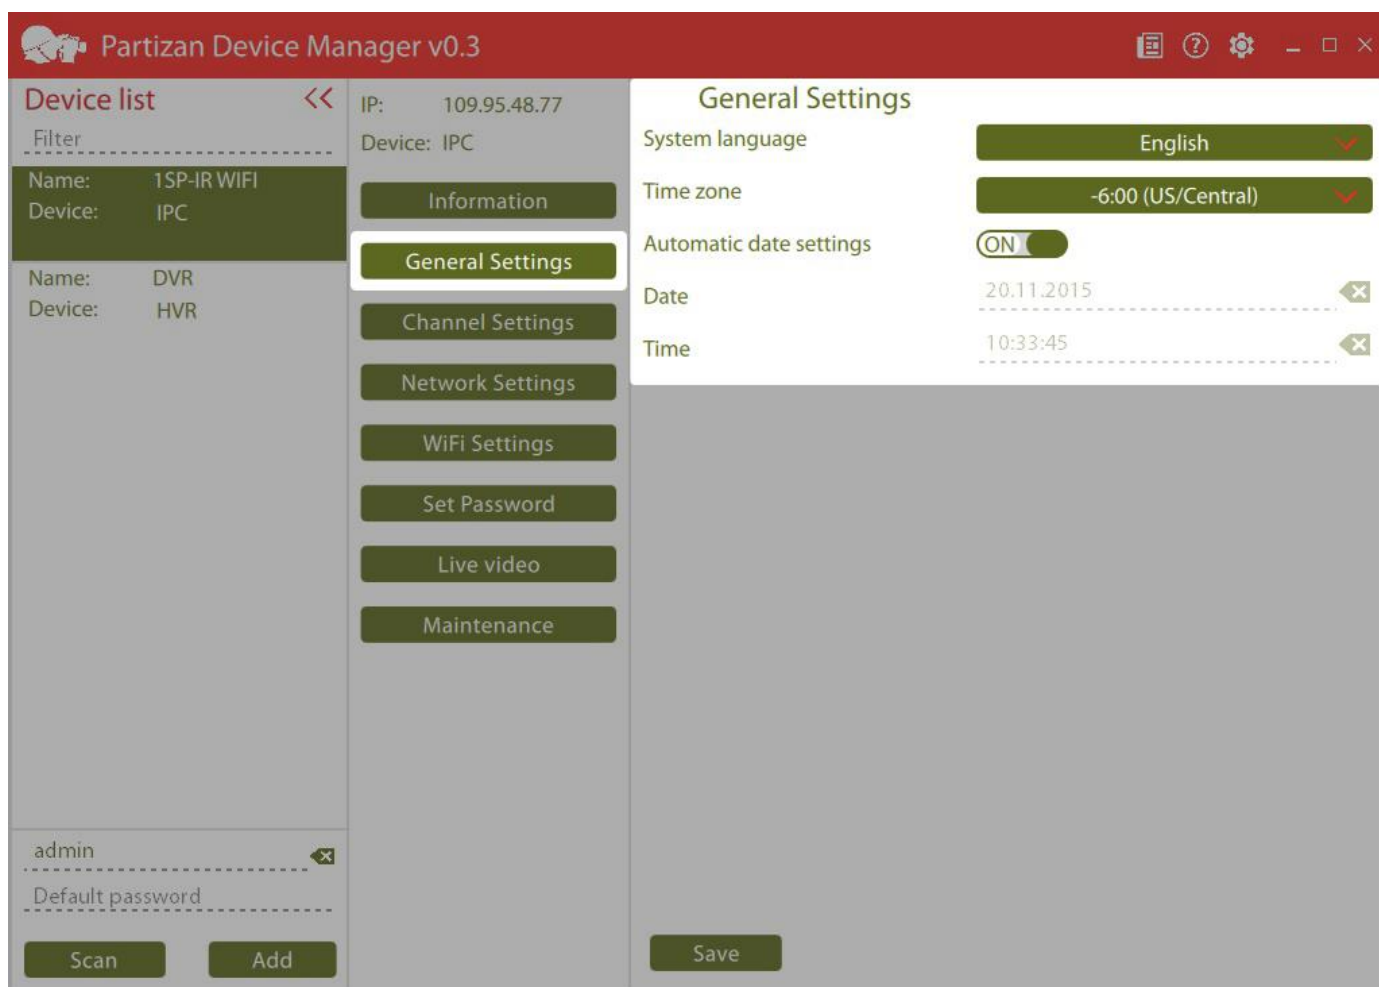 Partizan Device Manager v0.3
Device list <<
Filter
Name: 1SP-IR WIFI
Device: IPC
Name: DVR
Device: HVR
admin
Default password
Scan Add
IP: 109.95.48.77
Device: IPC
Information
General Settings
Channel Settings
Network Settings
WiFi Settings
Set Password
Live video
Maintenance
General Settings
System language English
Time zone -6:00 (US/Central)
Automatic date settings ON
Date 20.11.2015
Time 10:33:45
Save